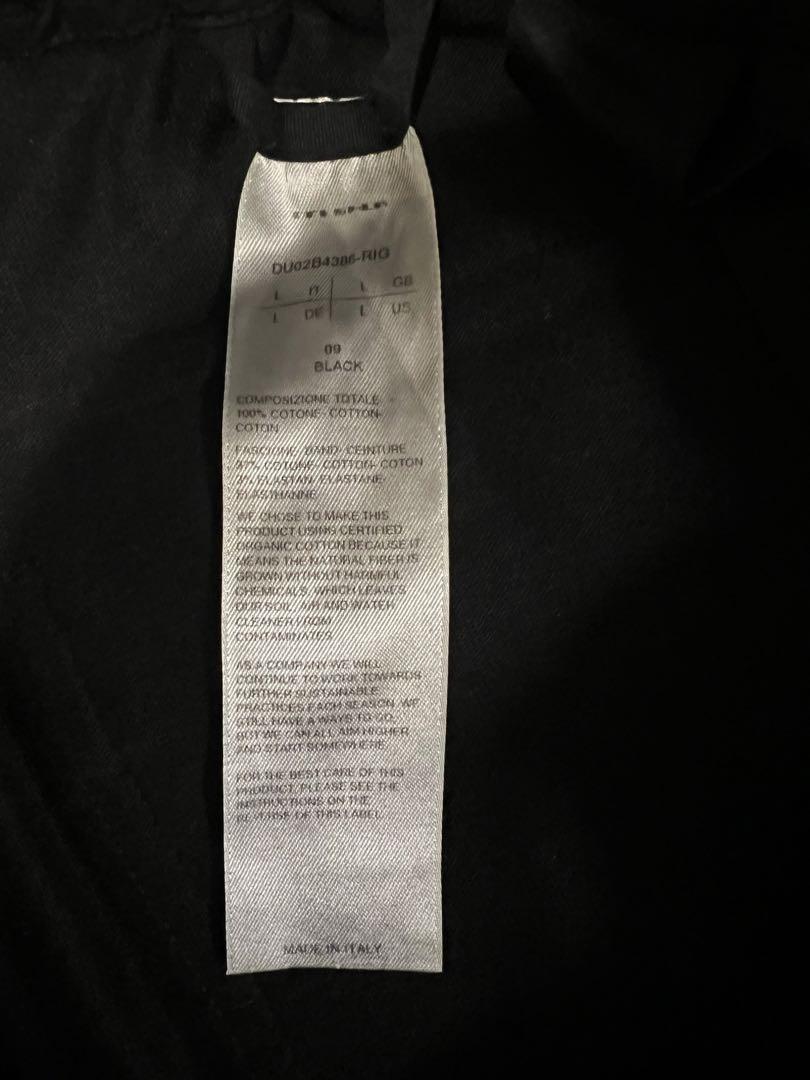 DU02B4386-RIG
L IT L GB
L DE L US
09
BLACK
COMPOSIZIONE TOTALE
100% COTONE- COTTON-
COTON
FASCIONE- BAND- CEINTURE
97% COTONE- COTTON- COTON
3% ELASTAN- ELASTANE-
ELASTHANNE
WE CHOSE TO MAKE THIS
PRODUCT USING CERTIFIED
ORGANIC COTTON BECAUSE IT
MEANS THE NATURAL FIBER IS
GROWN WITHOUT HARMFUL
CHEMICALS, WHICH LEAVES
OUR SOIL, AIR AND WATER
CLEANER FROM
CONTAMINATES
AS A COMPANY WE WILL
CONTINUE TO WORK TOWARDS
FURTHER SUSTAINABLE
PRACTICES EACH SEASON. WE
STILL HAVE A WAYS TO GO,
BUT WE CAN ALL AIM HIGHER
AND START SOMEWHERE
FOR THE BEST CARE OF THIS
PRODUCT, PLEASE SEE THE
INSTRUCTIONS ON THE
REVERSE OF THIS LABEL.
MADE IN ITALY